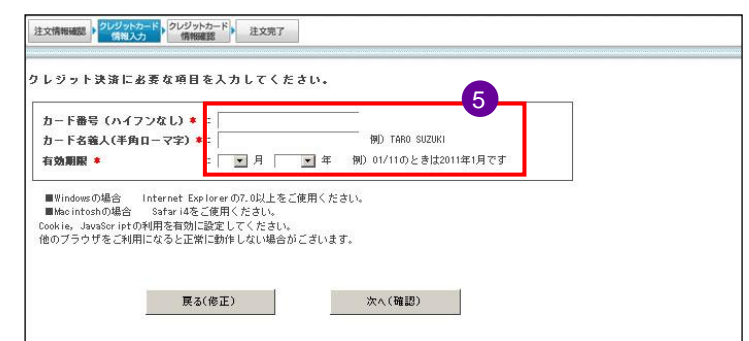 注文情報確認
クレジットカード情報入力
クレジットカード情報確認
注文完了
クレジット決済に必要な項目を入力してください。
5
カード番号（ハイフンなし）* :
カード名義人(半角ローマ字) * : 例) TARO SUZUKI
有効期限 * : 月 年 例) 01/11のときは2011年1月です
■Windowsの場合 Internet Explorerの7.0以上をご使用ください。
■Macintoshの場合 Safari4をご使用ください。
Cookie, JavaScriptの利用を有効に設定してください。
他のブラウザをご利用になると正常に動作しない場合がございます。
戻る(修正) 次へ(確認)